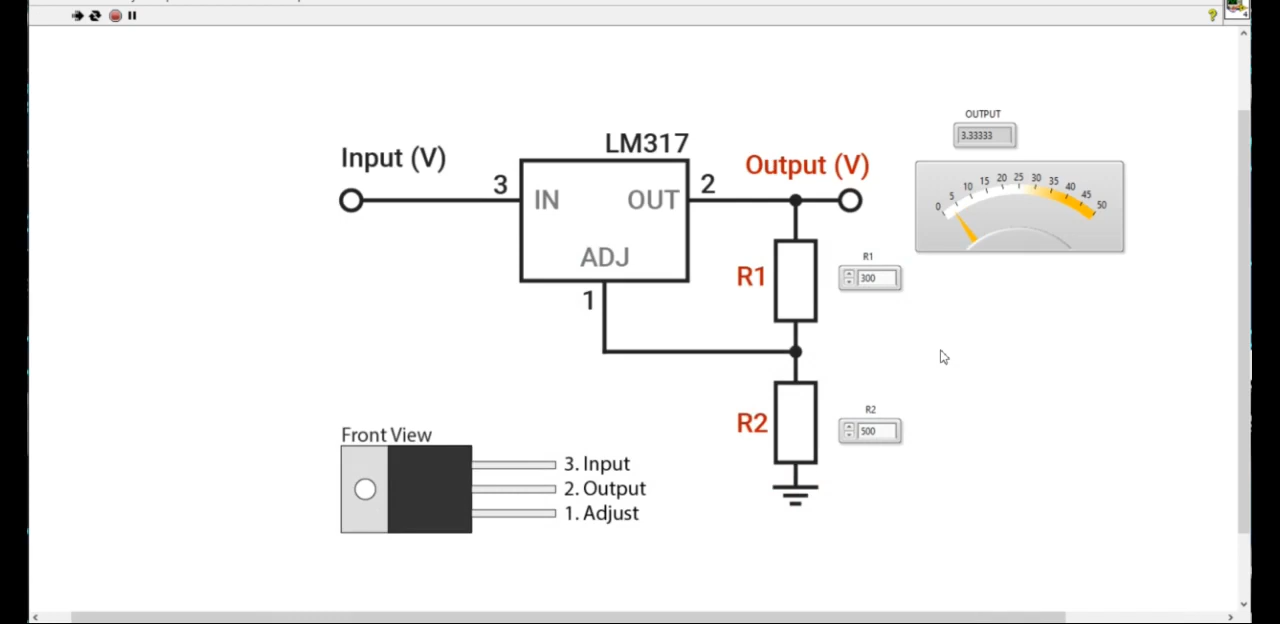 ?
4
OUTPUT
3.33333
LM317
Input (V)
Output (V)
3
IN
OUT
2
ADJ
1
0 5 10 15 20 25 30 35 40 45 50
R1
R1
300
R2
R2
500
Front View
3. Input
2. Output
1. Adjust